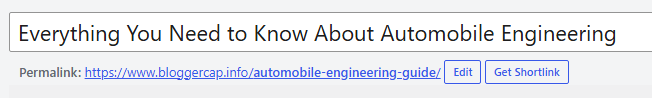 Everything You Need to Know About Automobile Engineering
Permalink: https://www.bloggercap.info/automobile-engineering-guide/ Edit Get Shortlink